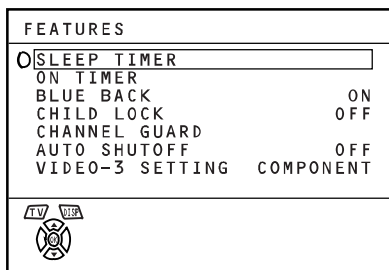 FEATURES
SLEEP TIMER
ON TIMER
BLUE BACK ON
CHILD LOCK OFF
CHANNEL GUARD
AUTO SHUTOFF OFF
VIDEO-3 SETTING COMPONENT
TV DISP
OK